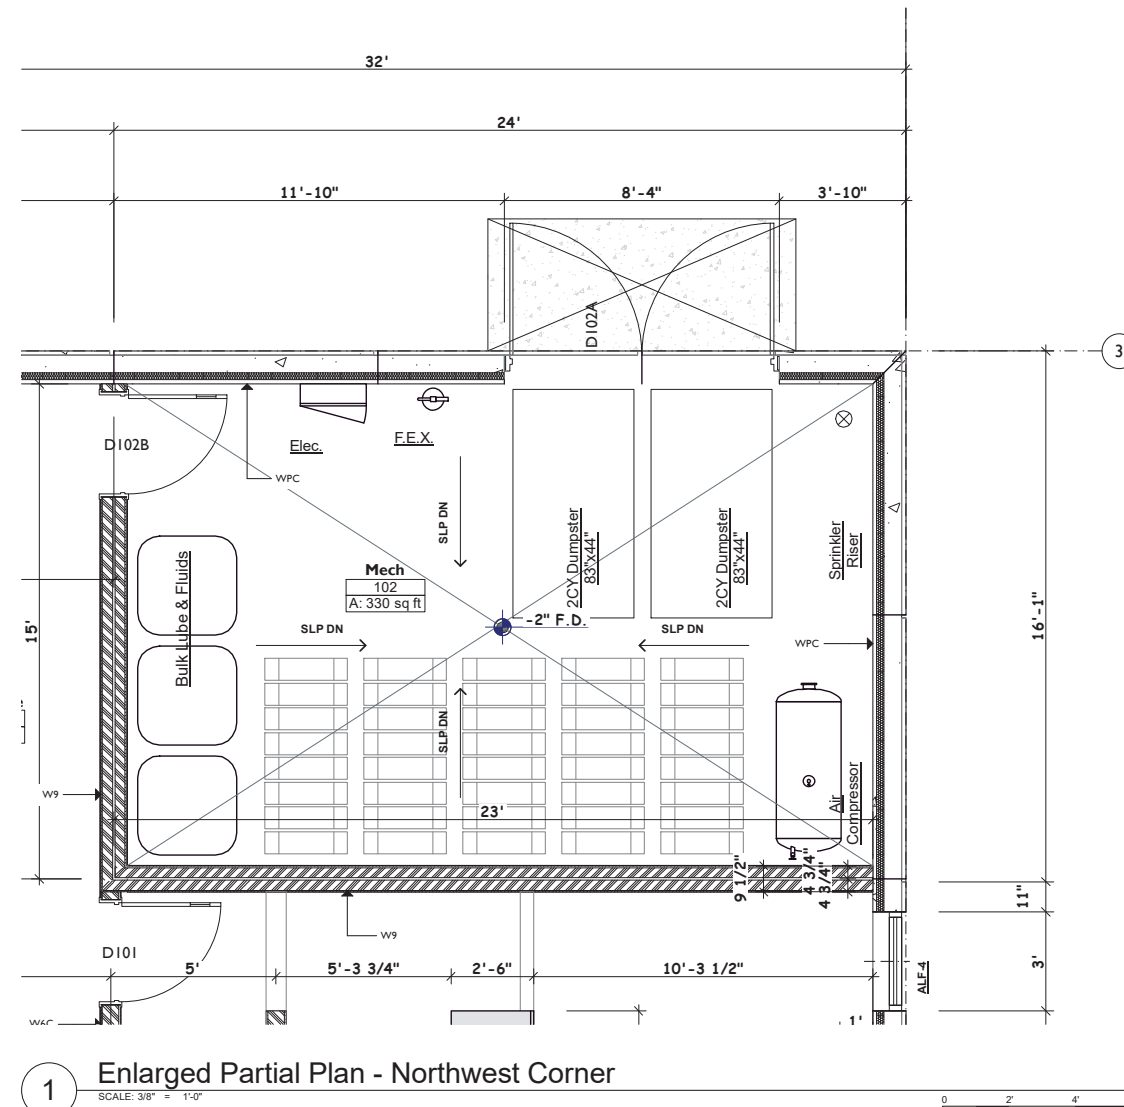 32'
24'
11'-10"
8'-4"
3'-10"
D102A
3
D102B
Elec.
F.E.X.
WPC
SLP DN
2CY Dumpster
83"x44"
2CY Dumpster
83"x44"
Sprinkler
Riser
Bulk Lube & Fluids
Mech
102
A: 330 sq ft
-2" F.D.
15'
16'-1"
SLP DN
SLP DN
WPC
SLP DN
W9
23'
Air
Compressor
9 1/2"
4 3/4"
4 3/4"
11"
W9
D101
5'
5'-3 3/4"
2'-6"
10'-3 1/2"
3'
ALF-4
W6C
1'
1
Enlarged Partial Plan - Northwest Corner
SCALE: 3/8" = 1'-0"
0 2' 4'